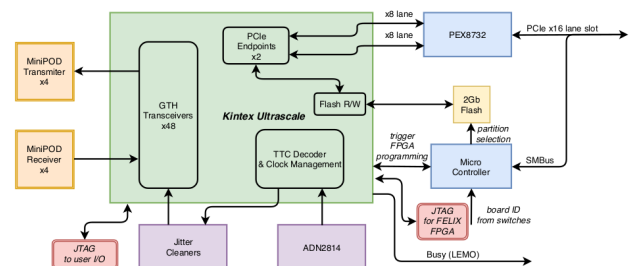 x8 lane
PCIe
Endpoints
x2
x8 lane
PEX8732
PCIe x16 lane slot
MiniPOD
Transmiter
x4
GTH
Transceivers
x48
Flash R/W
2Gb
Flash
Kintex Ultrascale
partition
selection
MiniPOD
Receiver
x4
TTC Decoder
& Clock Management
trigger
FPGA
programming
Micro
Controller
SMBus
JTAG
for FELIX
FPGA
board ID
from switches
JTAG
to user I/O
Jitter
Cleaners
ADN2814
Busy (LEMO)